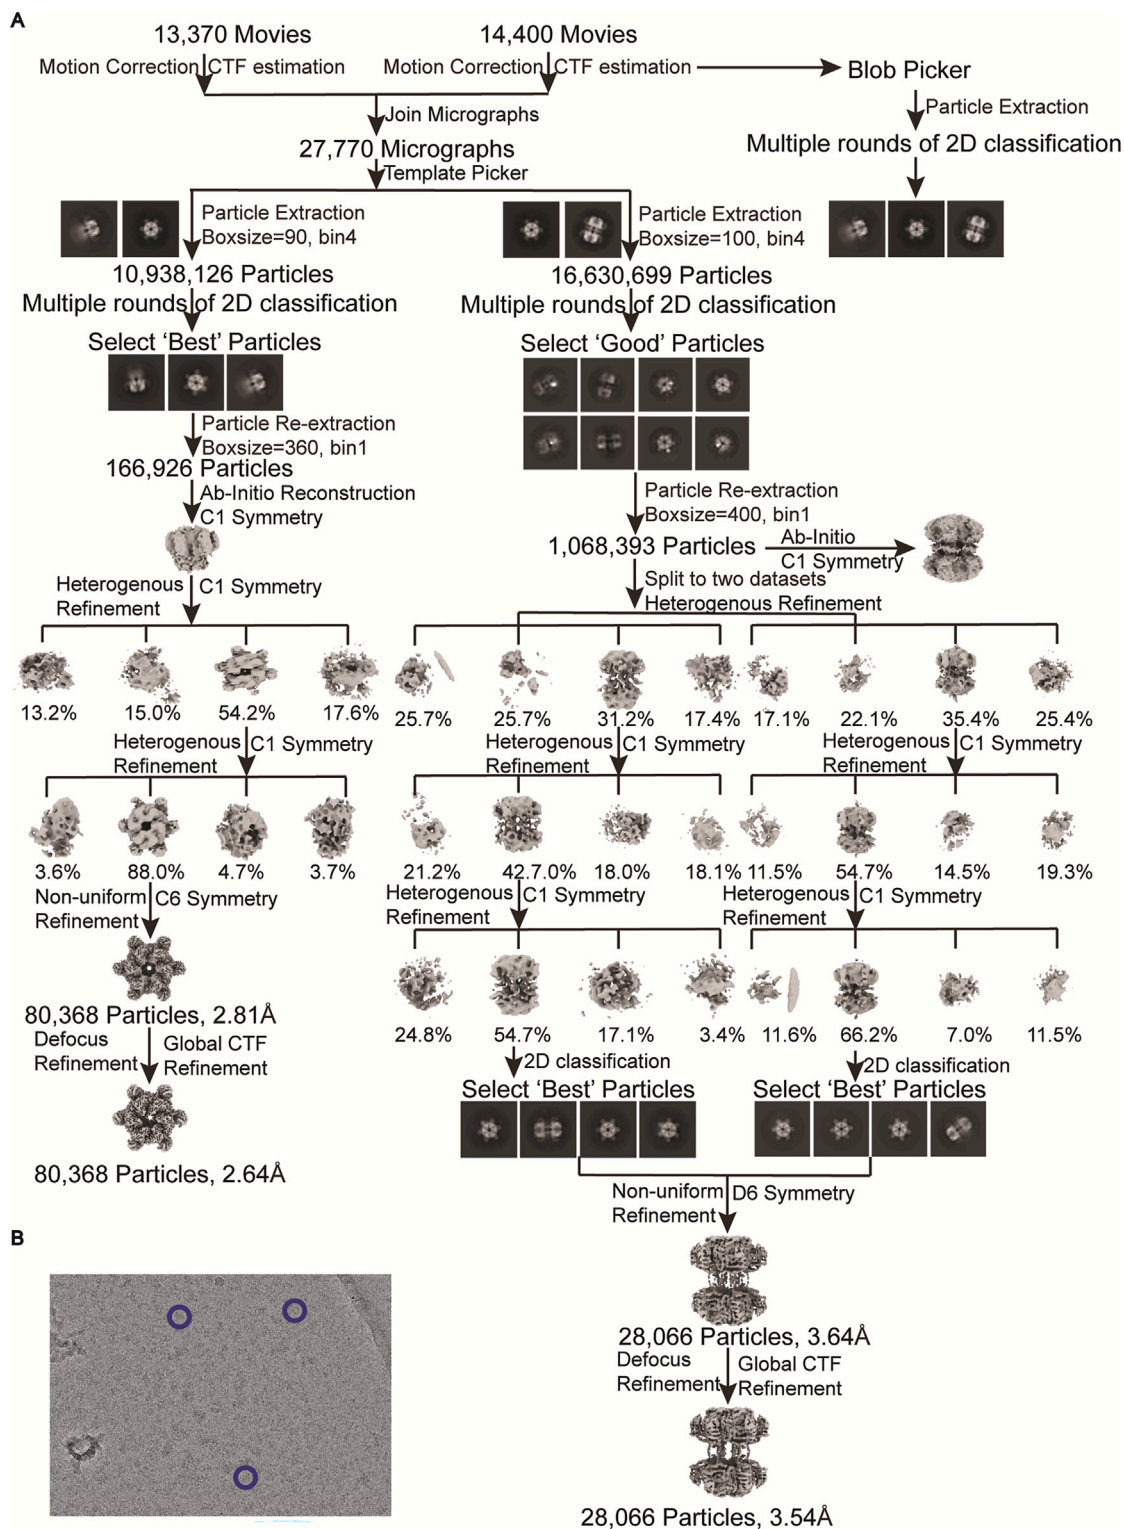 A
13,370 Movies
14,400 Movies
Motion Correction CTF estimation
Motion Correction CTF estimation
Blob Picker
Join Micrographs
Particle Extraction
27,770 Micrographs
Multiple rounds of 2D classification
Template Picker
Particle Extraction
Boxsize=90, bin4
Particle Extraction
Boxsize=100, bin4
10,938,126 Particles
16,630,699 Particles
Multiple rounds of 2D classification
Multiple rounds of 2D classification
Select ‘Best’ Particles
Select ‘Good’ Particles
Particle Re-extraction
Boxsize=360, bin1
166,926 Particles
Ab-Initio Reconstruction
C1 Symmetry
Particle Re-extraction
Boxsize=400, bin1
1,068,393 Particles
Ab-Initio
C1 Symmetry
Split to two datasets
Heterogenous Refinement
Heterogenous
Refinement
C1 Symmetry
13.2%
15.0%
54.2%
17.6%
25.7%
25.7%
31.2%
17.4%
17.1%
22.1%
35.4%
25.4%
Heterogenous
Refinement
C1 Symmetry
Heterogenous
Refinement
C1 Symmetry
Heterogenous
Refinement
C1 Symmetry
3.6%
88.0%
4.7%
3.7%
21.2%
42.7.0%
18.0%
18.1%
11.5%
54.7%
14.5%
19.3%
Non-uniform
Refinement
C6 Symmetry
Heterogenous
Refinement
C1 Symmetry
Heterogenous
Refinement
C1 Symmetry
80,368 Particles, 2.81Å
Defocus
Refinement
Global CTF
Refinement
24.8%
54.7%
17.1%
3.4%
11.6%
66.2%
7.0%
11.5%
2D classification
2D classification
Select ‘Best’ Particles
Select ‘Best’ Particles
80,368 Particles, 2.64Å
Non-uniform
Refinement
D6 Symmetry
B
28,066 Particles, 3.64Å
Defocus
Refinement
Global CTF
Refinement
28,066 Particles, 3.54Å